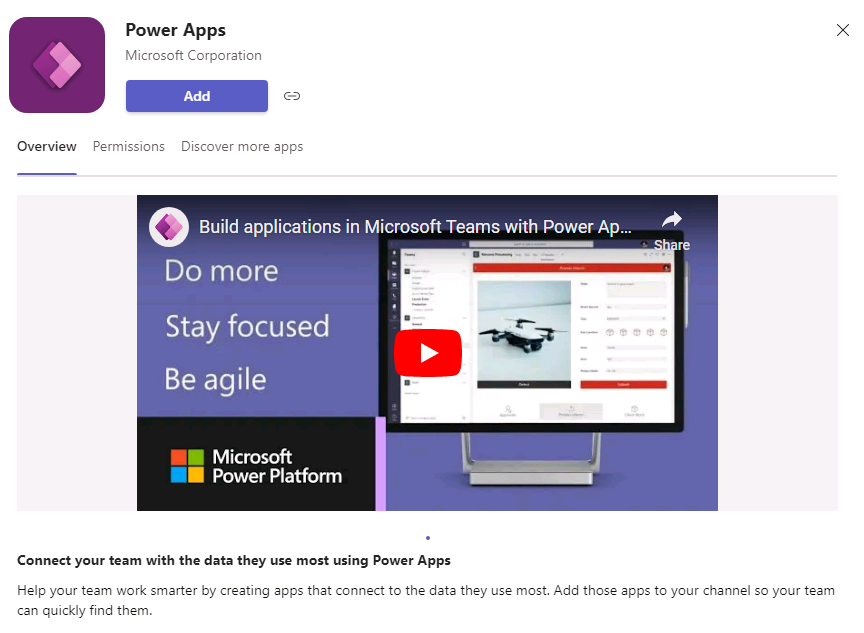 Power Apps
Microsoft Corporation
Add
Overview
Permissions
Discover more apps
Build applications in Microsoft Teams with Power Ap...
Share
Do more
Stay focused
Be agile
Microsoft
Power Platform
Teams
Connect your team with the data they use most using Power Apps
Help your team work smarter by creating apps that connect to the data they use most. Add those apps to your channel so your team
can quickly find them.